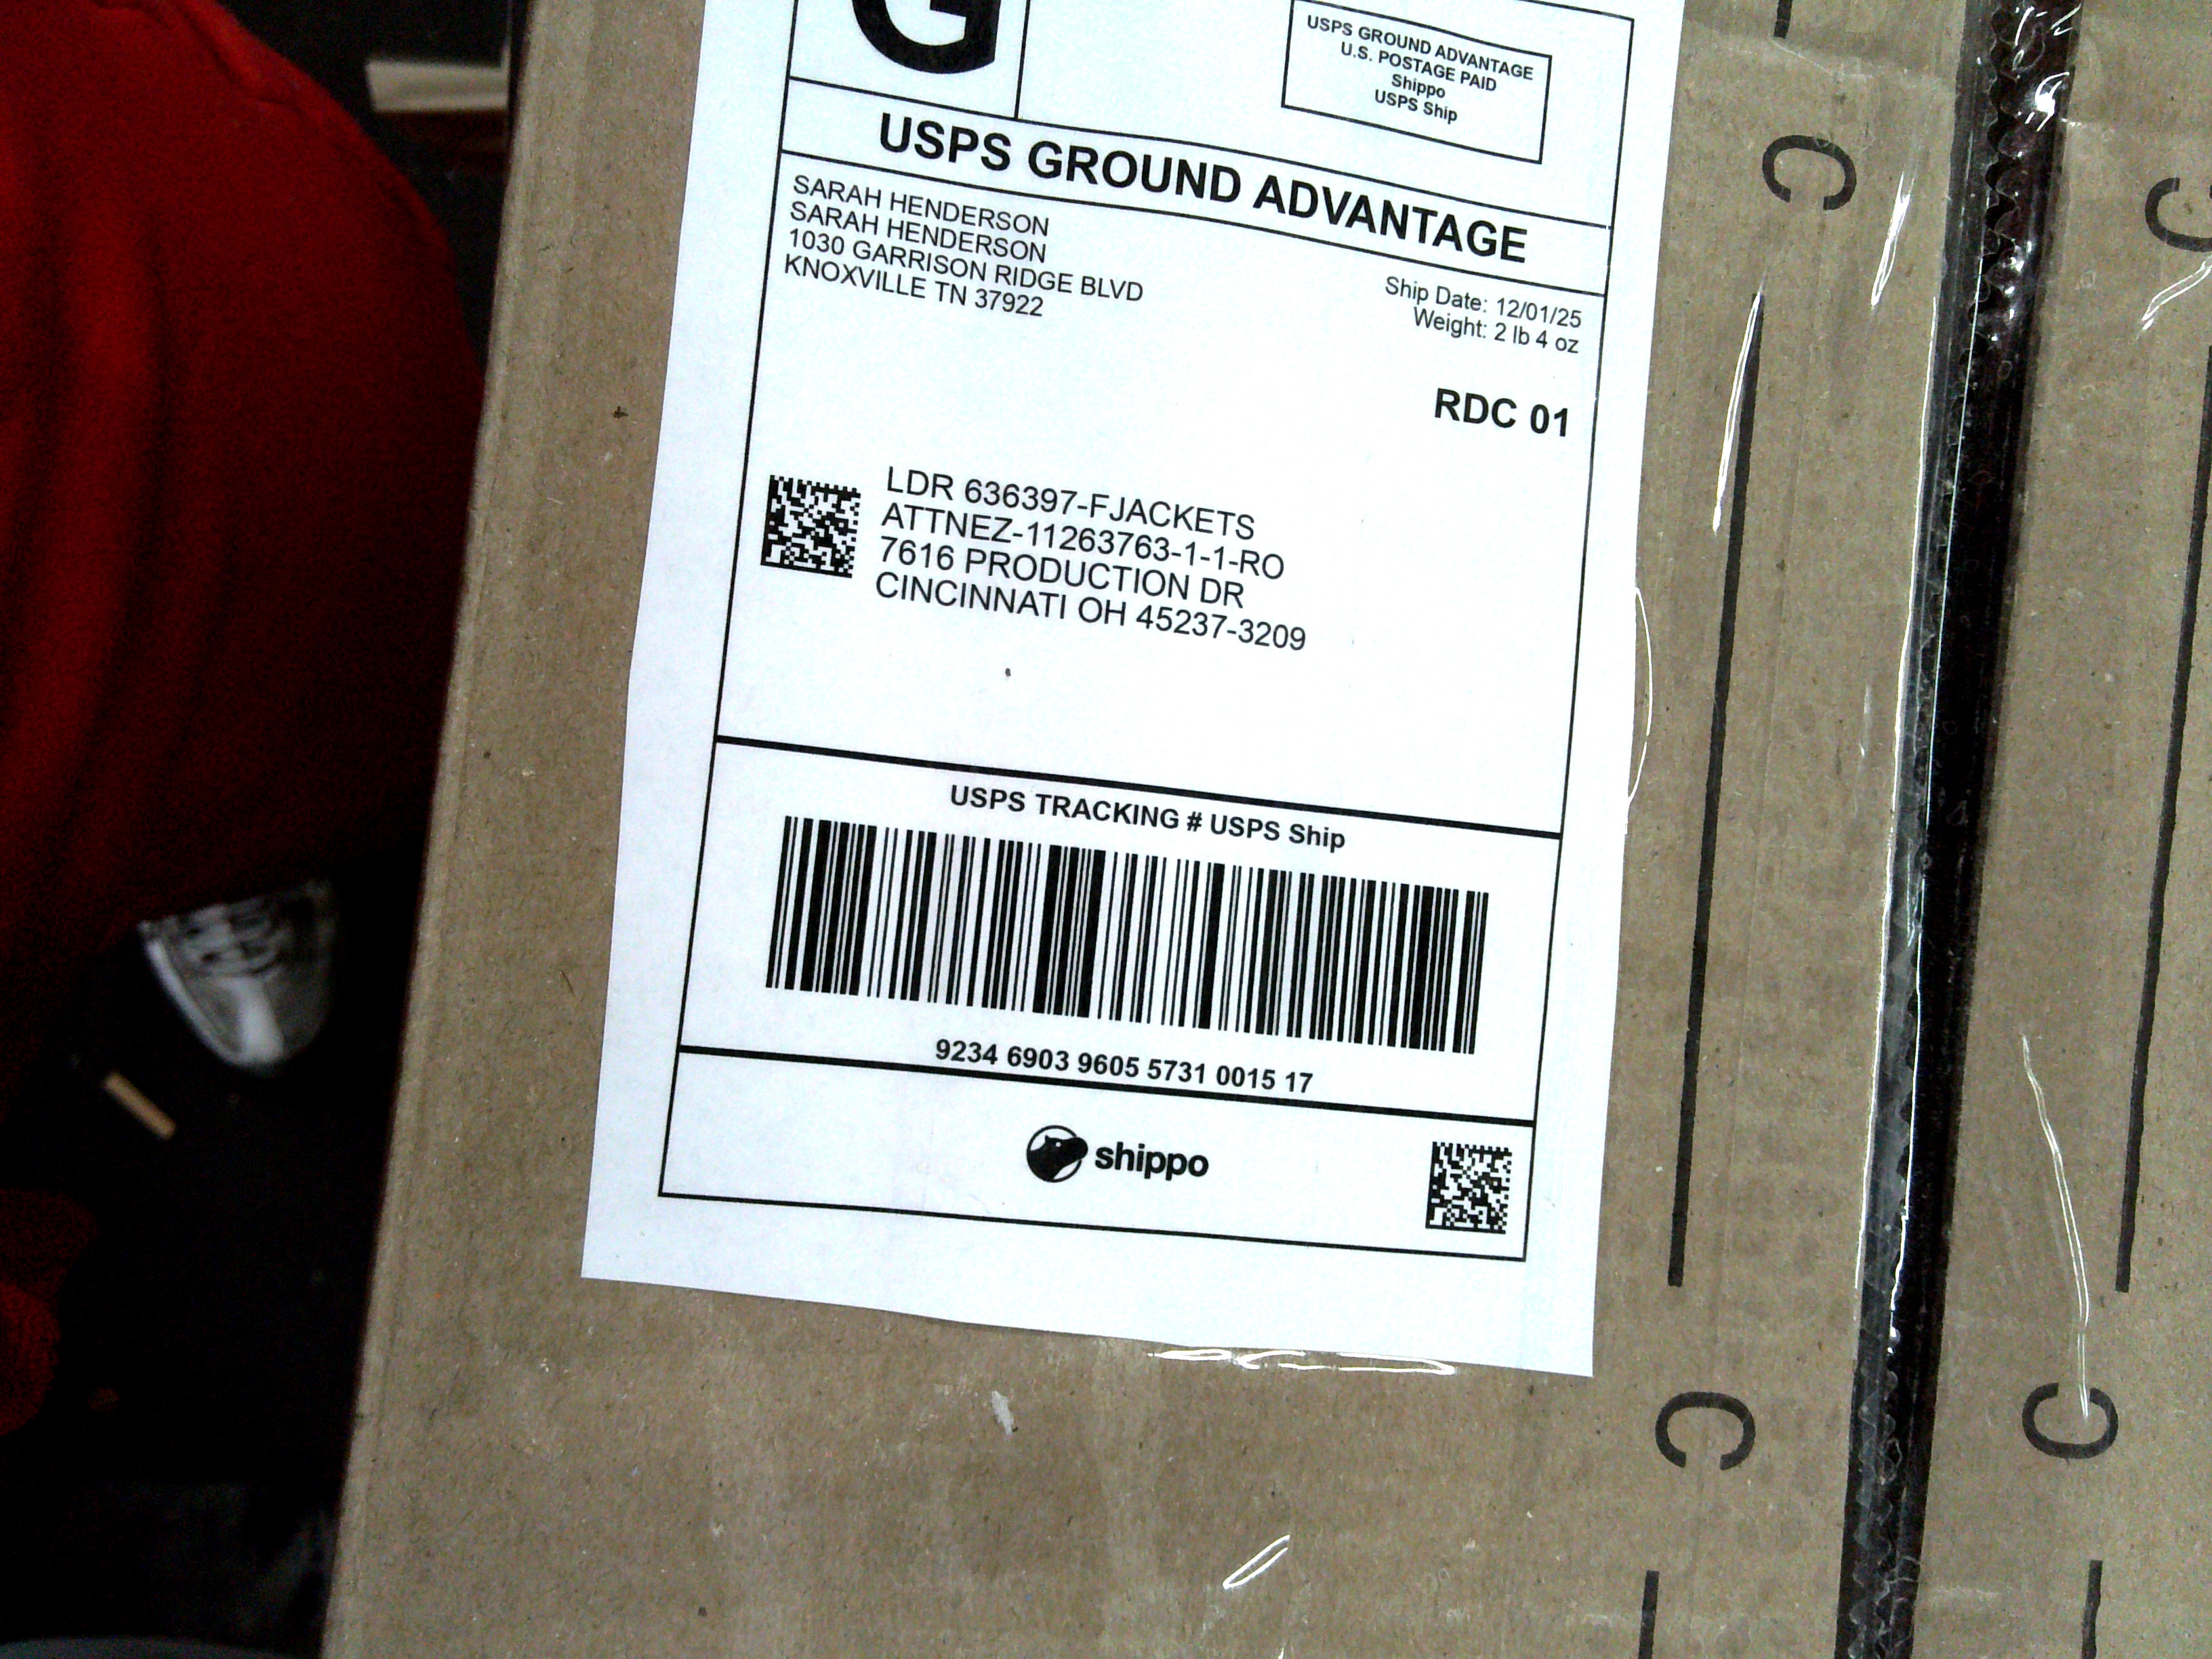 G
USPS GROUND ADVANTAGE
U.S. POSTAGE PAID
Shippo
USPS Ship
USPS GROUND ADVANTAGE
SARAH HENDERSON
SARAH HENDERSON
1030 GARRISON RIDGE BLVD
KNOXVILLE TN 37922
Ship Date: 12/01/25
Weight: 2 lb 4 oz
RDC 01
LDR 636397-FJACKETS
ATTNEZ-11263763-1-1-RO
7616 PRODUCTION DR
CINCINNATI OH 45237-3209
USPS TRACKING # USPS Ship
9234 6903 9605 5731 0015 17
shippo
C
C
C
C